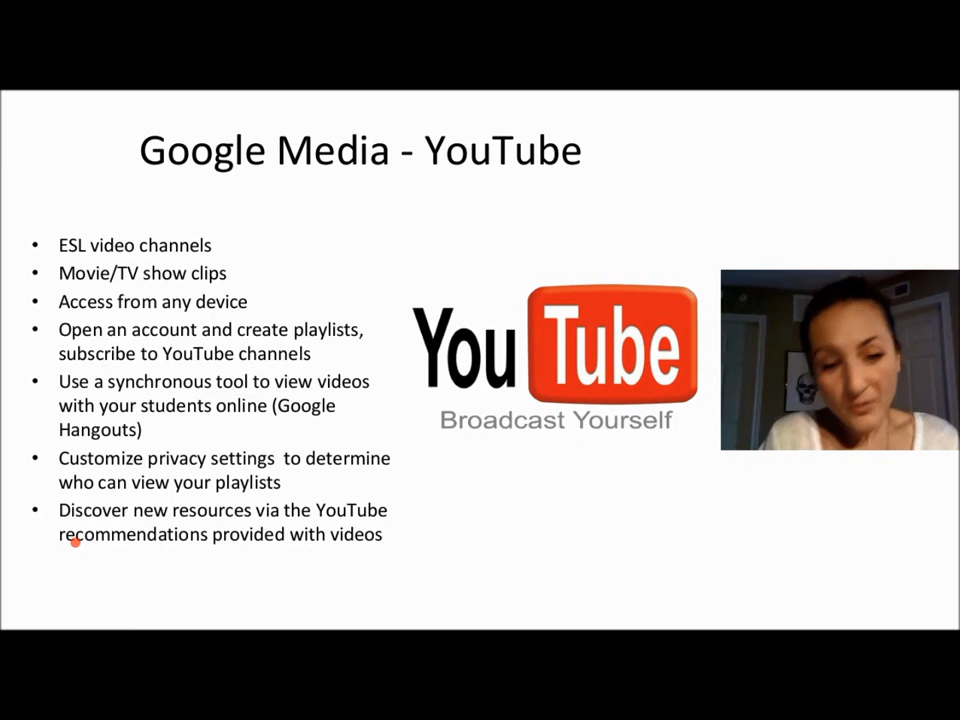 Google Media - YouTube
• ESL video channels
• Movie/TV show clips
• Access from any device
• Open an account and create playlists,
subscribe to YouTube channels
• Use a synchronous tool to view videos
with your students online (Google
Hangouts)
• Customize privacy settings  to determine
who can view your playlists
• Discover new resources via the YouTube
recommendations provided with videos
YouTube
Broadcast Yourself